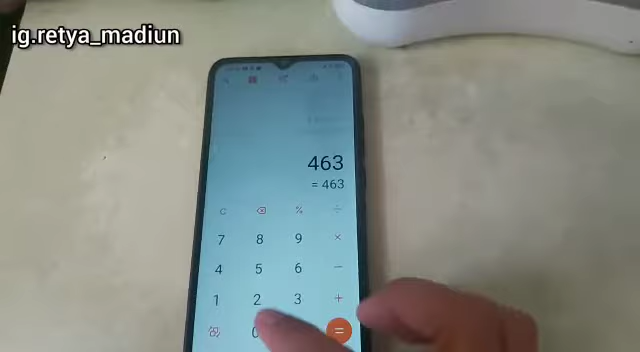 ig.retya_madiun
463
= 463
C % ÷
7 8 9 ×
4 5 6 −
1 2 3 +
0 =